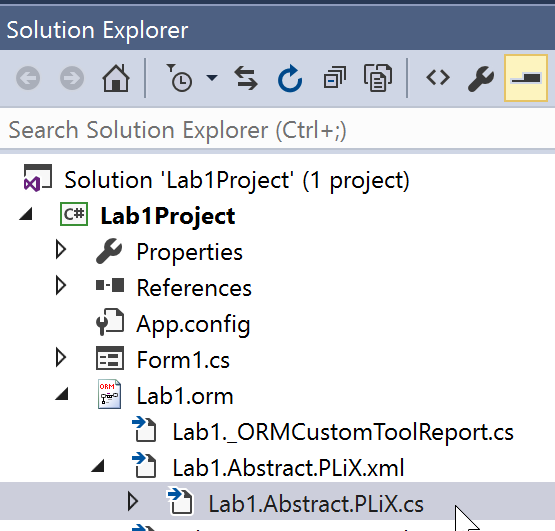 Solution Explorer
Search Solution Explorer (Ctrl+;)
Solution 'Lab1Project' (1 project)
C# Lab1Project
Properties
References
App.config
Form1.cs
ORM Lab1.orm
Lab1._ORMCustomToolReport.cs
Lab1.Abstract.PLiX.xml
Lab1.Abstract.PLiX.cs